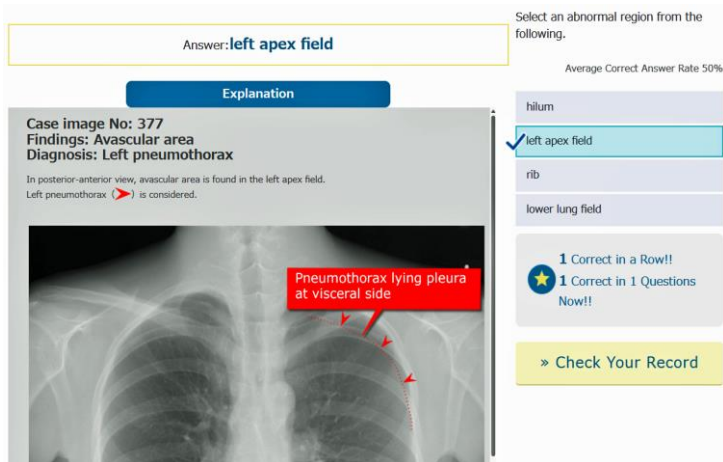 Answer:left apex field
Explanation
Case image No: 377
Findings: Avascular area
Diagnosis: Left pneumothorax
In posterior-anterior view, avascular area is found in the left apex field.
Left pneumothorax ( ) is considered.
Pneumothorax lying pleura
at visceral side
Select an abnormal region from the
following.
Average Correct Answer Rate 50%
hilum
left apex field
rib
lower lung field
1 Correct in a Row!!
1 Correct in 1 Questions
Now!!
» Check Your Record